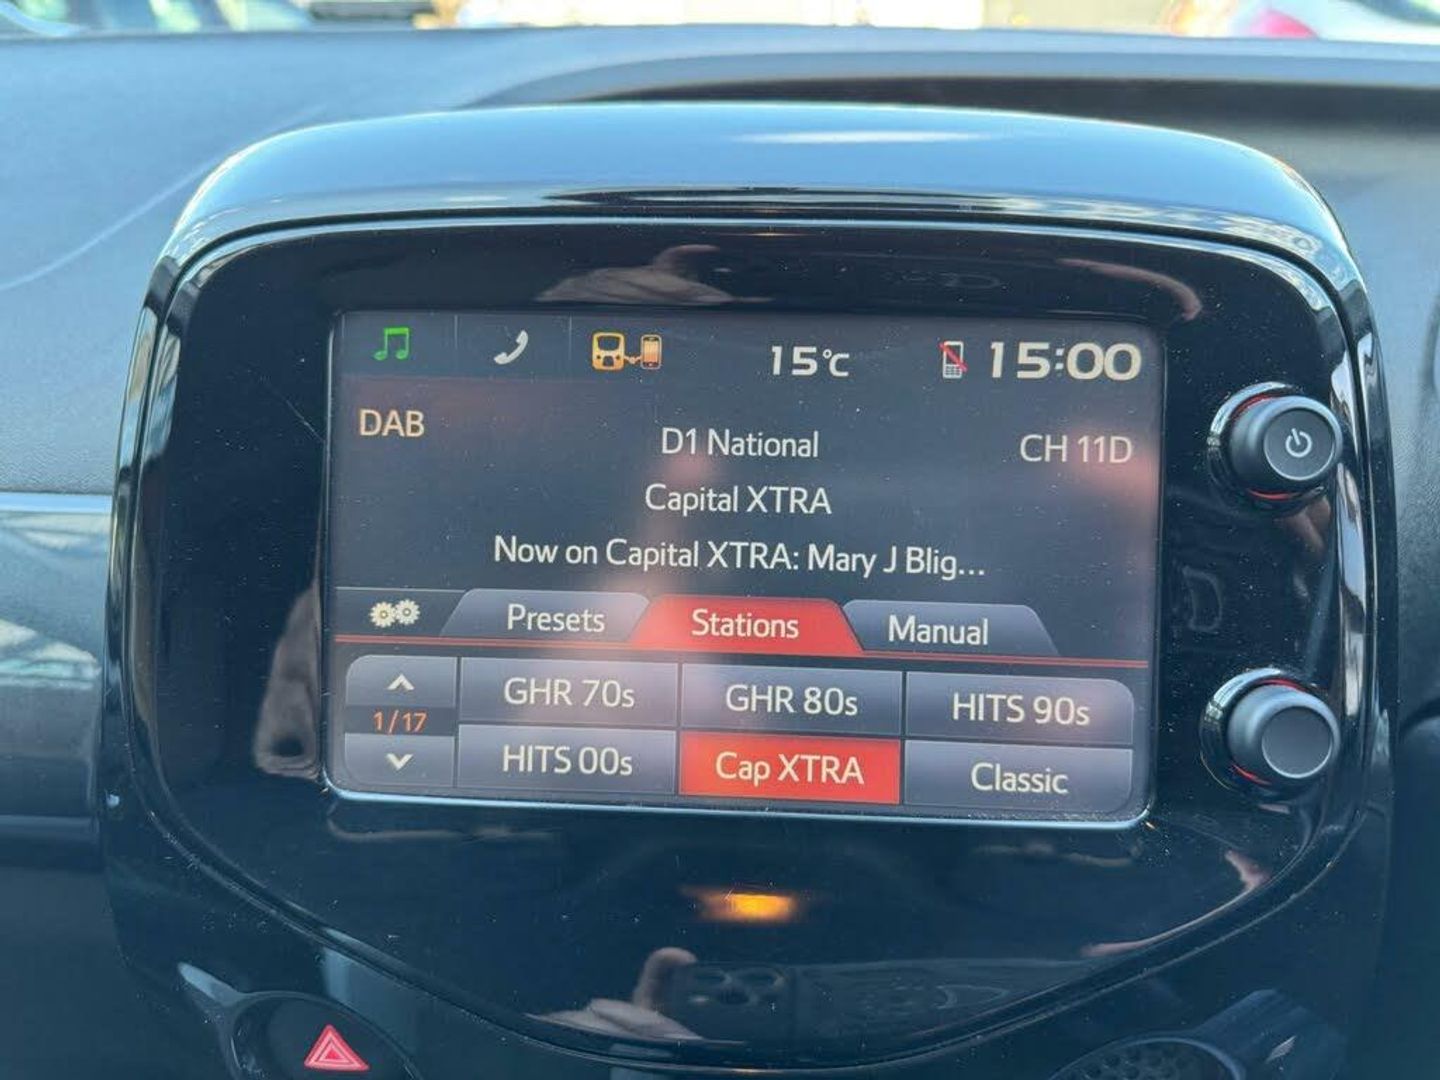 15°C 15:00
DAB D1 National CH 11D
Capital XTRA
Now on Capital XTRA: Mary J Blig...
Presets Stations Manual
GHR 70s GHR 80s HITS 90s
1/17
HITS 00s Cap XTRA Classic